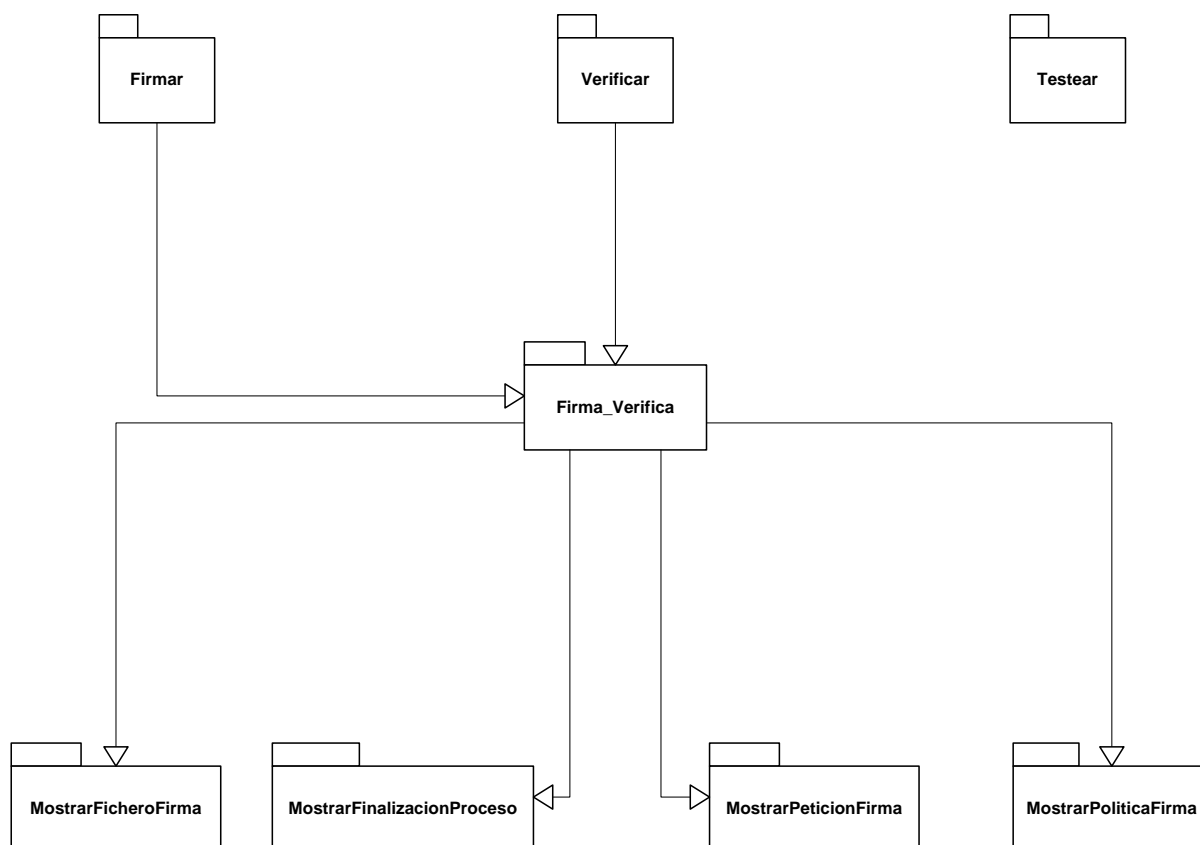 Firmar
Verificar
Testear
Firma_Verifica
MostrarFicheroFirma
MostrarFinalizacionProceso
MostrarPeticionFirma
MostrarPoliticaFirma